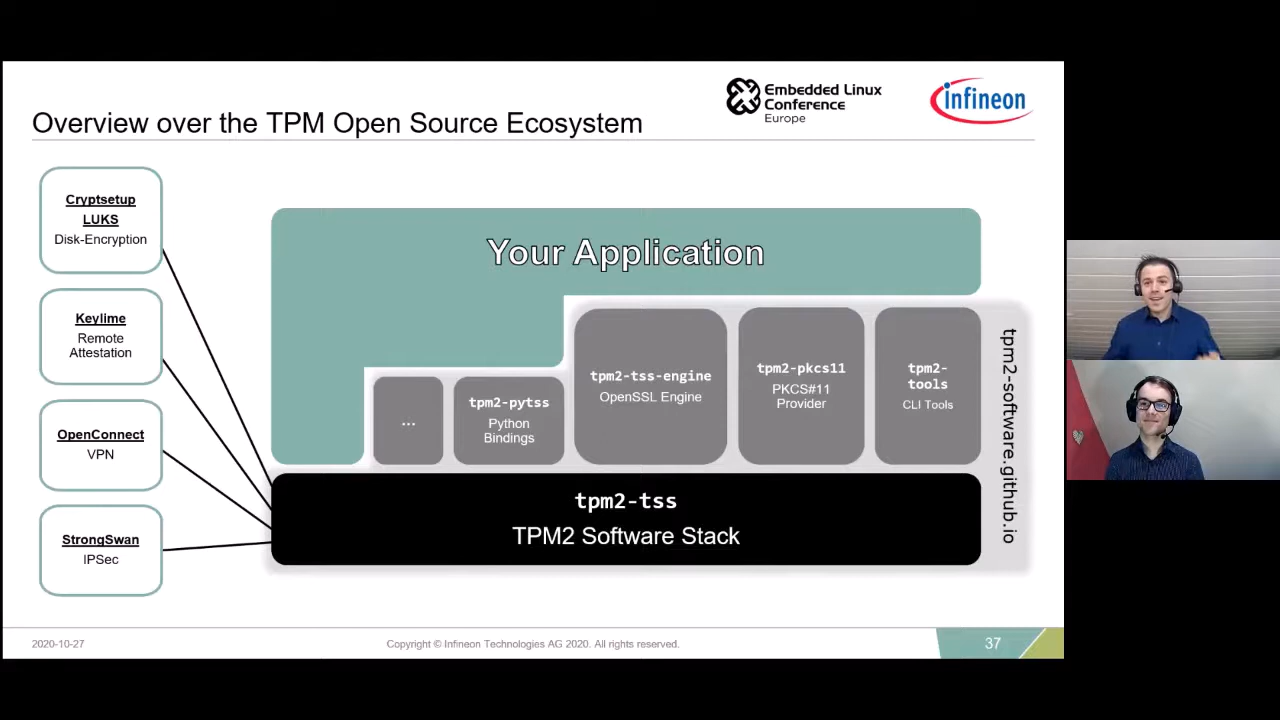 Embedded Linux
Conference
Europe
infineon
Overview over the TPM Open Source Ecosystem
Cryptsetup
LUKS
Disk-Encryption
Keylime
Remote
Attestation
OpenConnect
VPN
StrongSwan
IPSec
Your Application
...
tpm2-pytss
Python
Bindings
tpm2-tss-engine
OpenSSL Engine
tpm2-pkcs11
PKCS#11
Provider
tpm2-
tools
CLI Tools
tpm2-software.github.io
tpm2-tss
TPM2 Software Stack
2020-10-27
Copyright © Infineon Technologies AG 2020. All rights reserved.
37